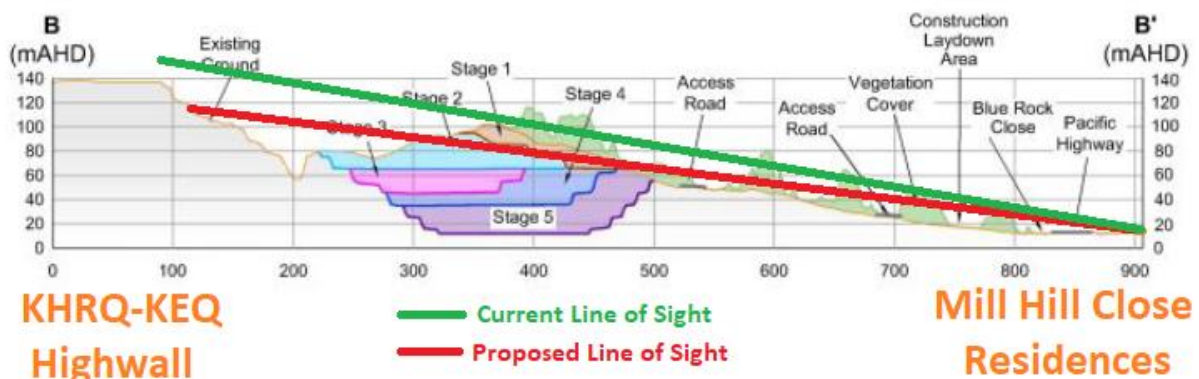 B
(mAHD)
Existing
Ground
Stage 1
Stage 2
Stage 3
Stage 4
Stage 5
Access
Road
Access
Road
Vegetation
Cover
Construction
Laydown
Area
Blue Rock
Close
Pacific
Highway
B'
(mAHD)
140
120
100
80
60
40
20
0
140
120
100
80
60
40
20
0
0 100 200 300 400 500 600 700 800 900
KHRQ-KEQ
Highwall
Current Line of Sight
Proposed Line of Sight
Mill Hill Close
Residences